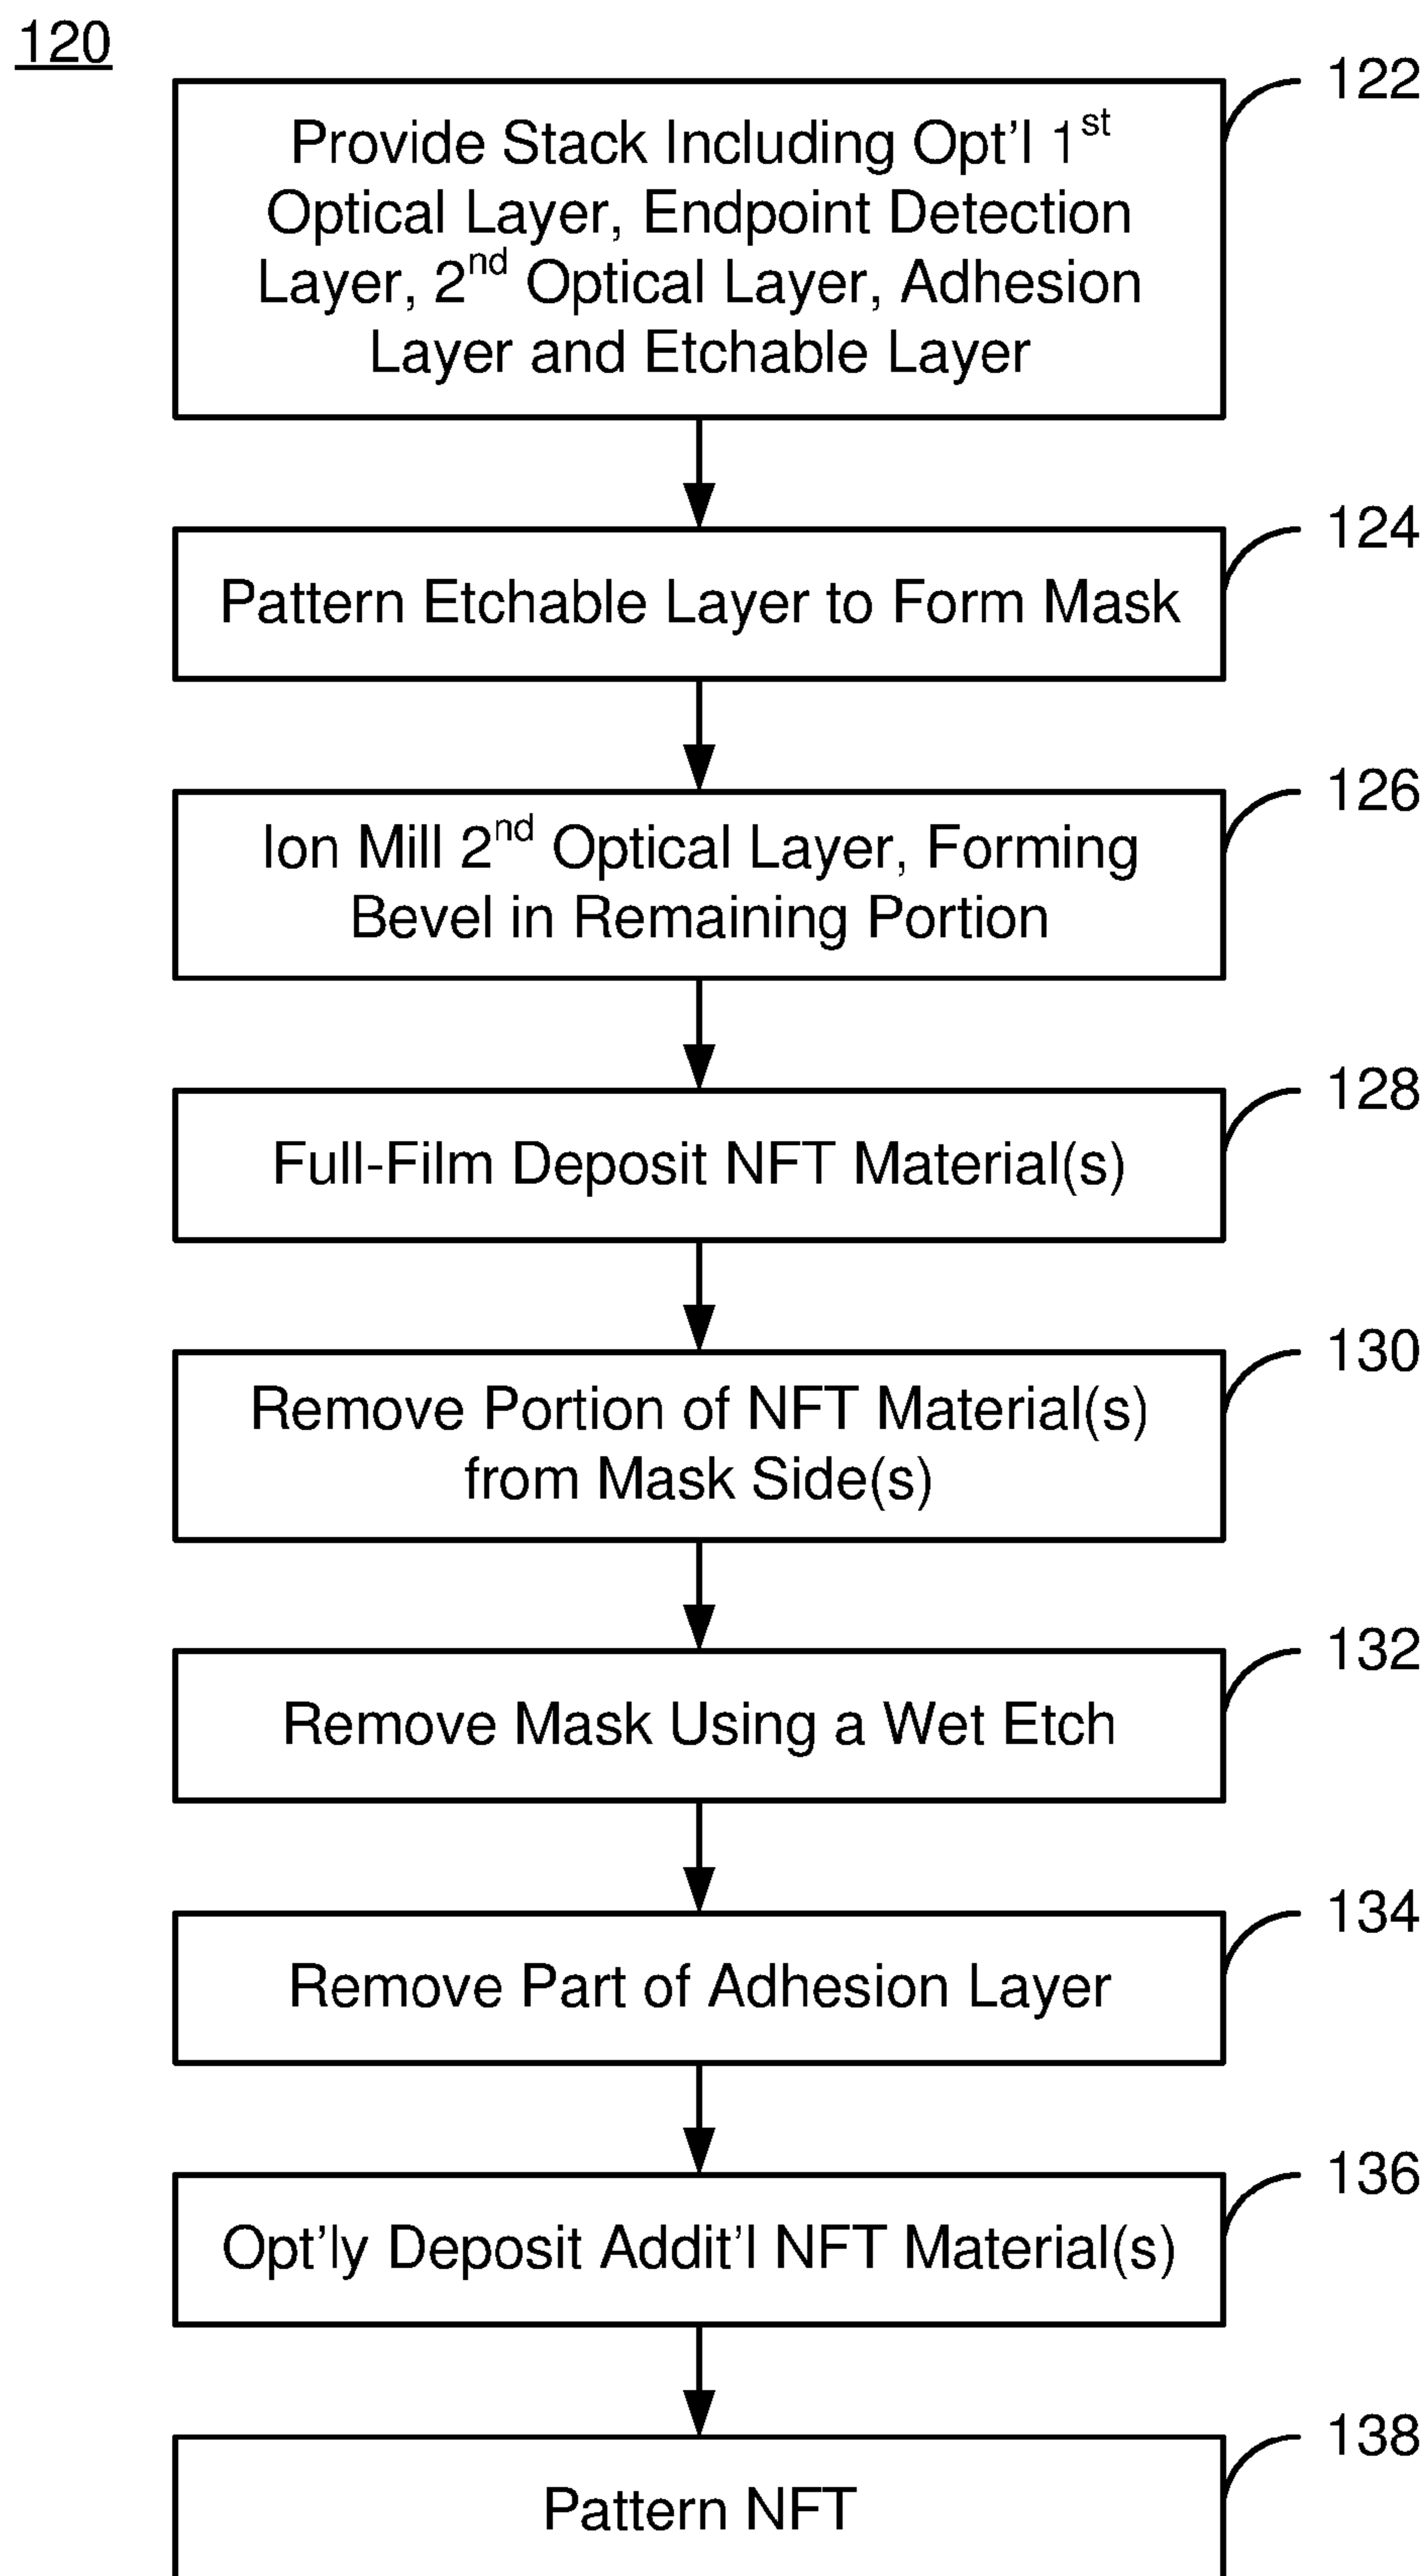 120
122
Provide Stack Including Opt'l 1st
Optical Layer, Endpoint Detection
Layer, 2nd Optical Layer, Adhesion
Layer and Etchable Layer
124
Pattern Etchable Layer to Form Mask
126
Ion Mill 2nd Optical Layer, Forming
Bevel in Remaining Portion
128
Full-Film Deposit NFT Material(s)
130
Remove Portion of NFT Material(s)
from Mask Side(s)
132
Remove Mask Using a Wet Etch
134
Remove Part of Adhesion Layer
136
Opt'ly Deposit Addit'l NFT Material(s)
138
Pattern NFT